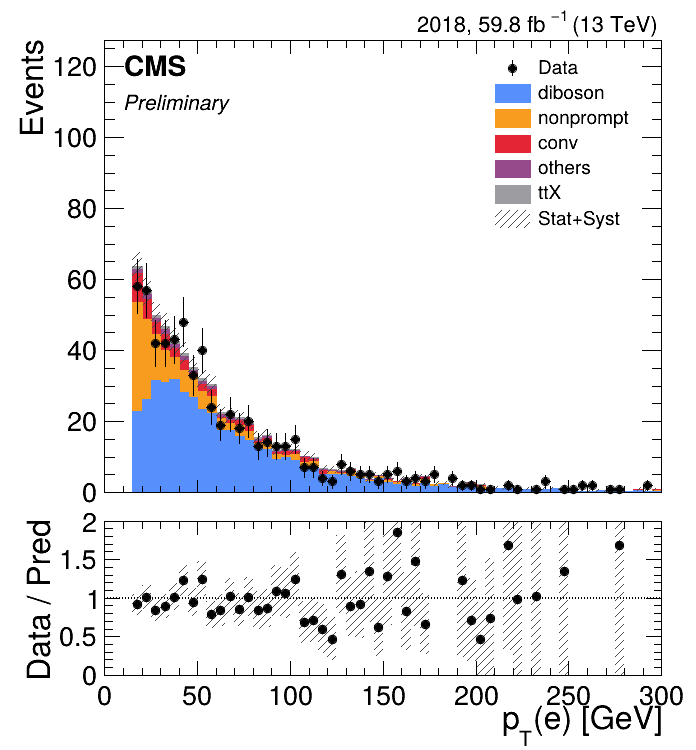 2018, 59.8 fb⁻¹ (13 TeV)
Events
120
100
80
60
40
20
0
CMS
Preliminary
Data
diboson
nonprompt
conv
others
ttX
Stat+Syst
Data / Pred
2
1.5
1
0.5
0
0 50 100 150 200 250 300
p_T(e) [GeV]